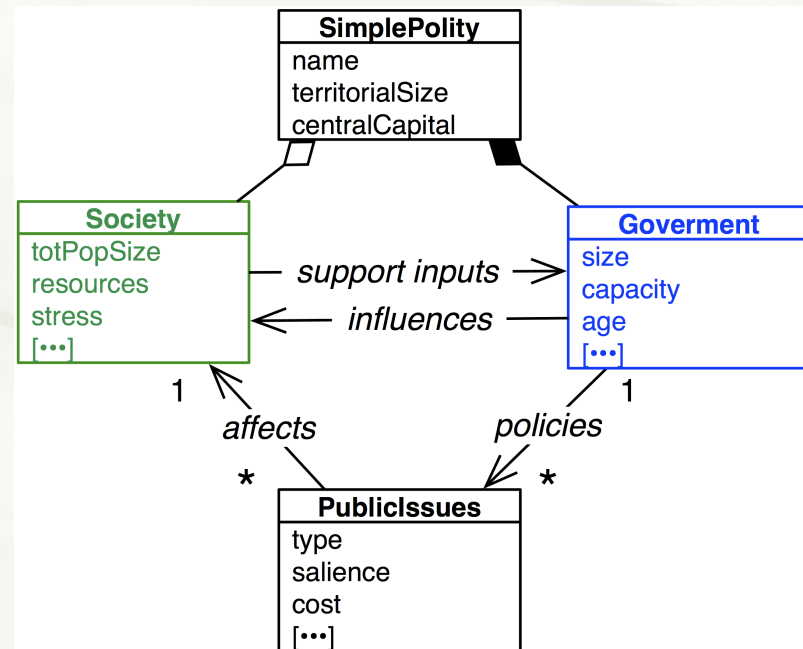 SimplePolity
name
territorialSize
centralCapital
Society
totPopSize
resources
stress
[•••]
Goverment
size
capacity
age
[•••]
support inputs
influences
1
1
affects
policies
*
*
PublicIssues
type
salience
cost
[•••]